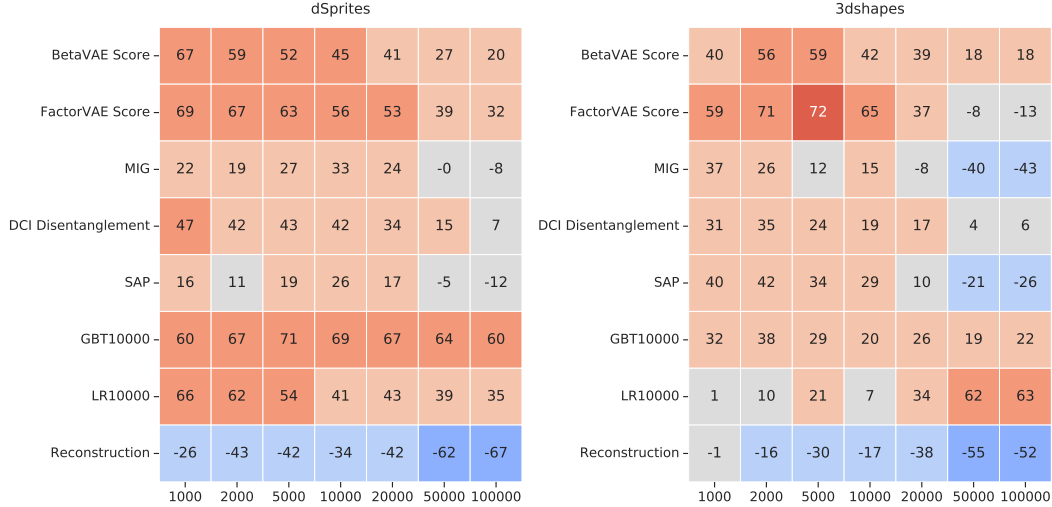 dSprites
BetaVAE Score 67 59 52 45 41 27 20
FactorVAE Score 69 67 63 56 53 39 32
MIG 22 19 27 33 24 -0 -8
DCI Disentanglement 47 42 43 42 34 15 7
SAP 16 11 19 26 17 -5 -12
GBT10000 60 67 71 69 67 64 60
LR10000 66 62 54 41 43 39 35
Reconstruction -26 -43 -42 -34 -42 -62 -67
1000 2000 5000 10000 20000 50000 100000
3dshapes
BetaVAE Score 40 56 59 42 39 18 18
FactorVAE Score 59 71 72 65 37 -8 -13
MIG 37 26 12 15 -8 -40 -43
DCI Disentanglement 31 35 24 19 17 4 6
SAP 40 42 34 29 10 -21 -26
GBT10000 32 38 29 20 26 19 22
LR10000 1 10 21 7 34 62 63
Reconstruction -1 -16 -30 -17 -38 -55 -52
1000 2000 5000 10000 20000 50000 100000